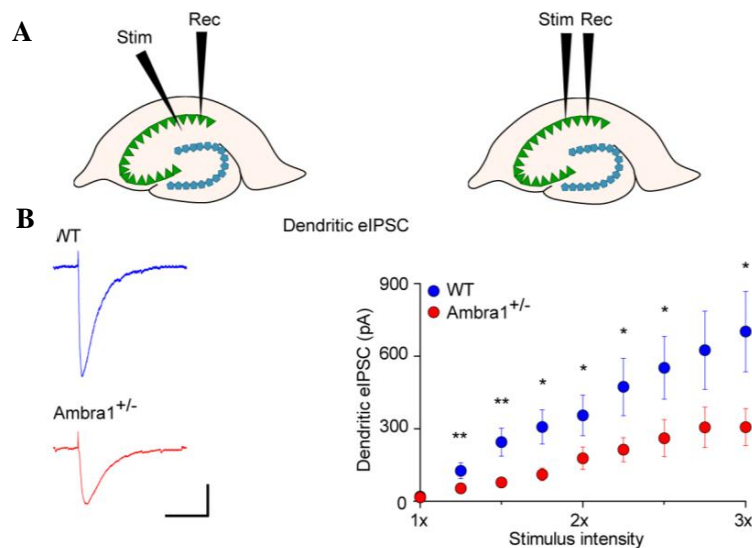 A
Stim Rec
Stim Rec
B
Dendritic eIPSC
WT
Ambra1+/-
Dendritic eIPSC (pA)
900
600
300
0
WT
Ambra1+/-
** ** * * * * *
1x 2x 3x
Stimulus intensity